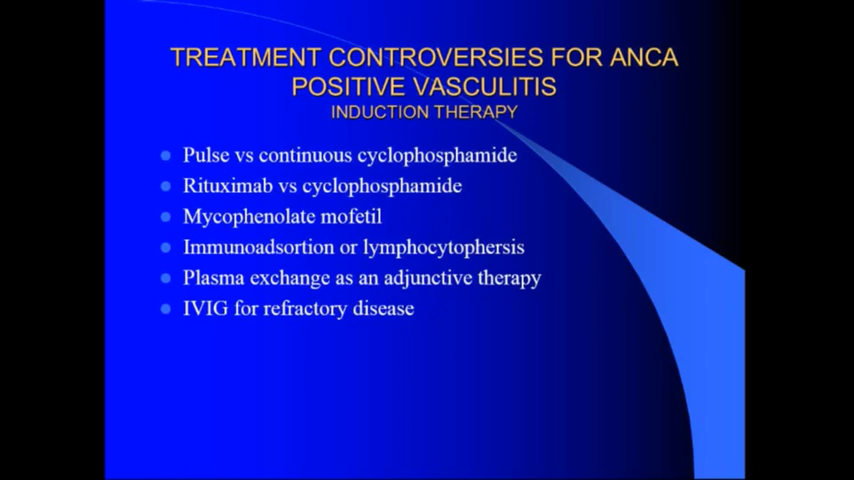 TREATMENT CONTROVERSIES FOR ANCA
POSITIVE VASCULITIS
INDUCTION THERAPY
Pulse vs continuous cyclophosphamide
Rituximab vs cyclophosphamide
Mycophenolate mofetil
Immunoadsortion or lymphocytophersis
Plasma exchange as an adjunctive therapy
IVIG for refractory disease